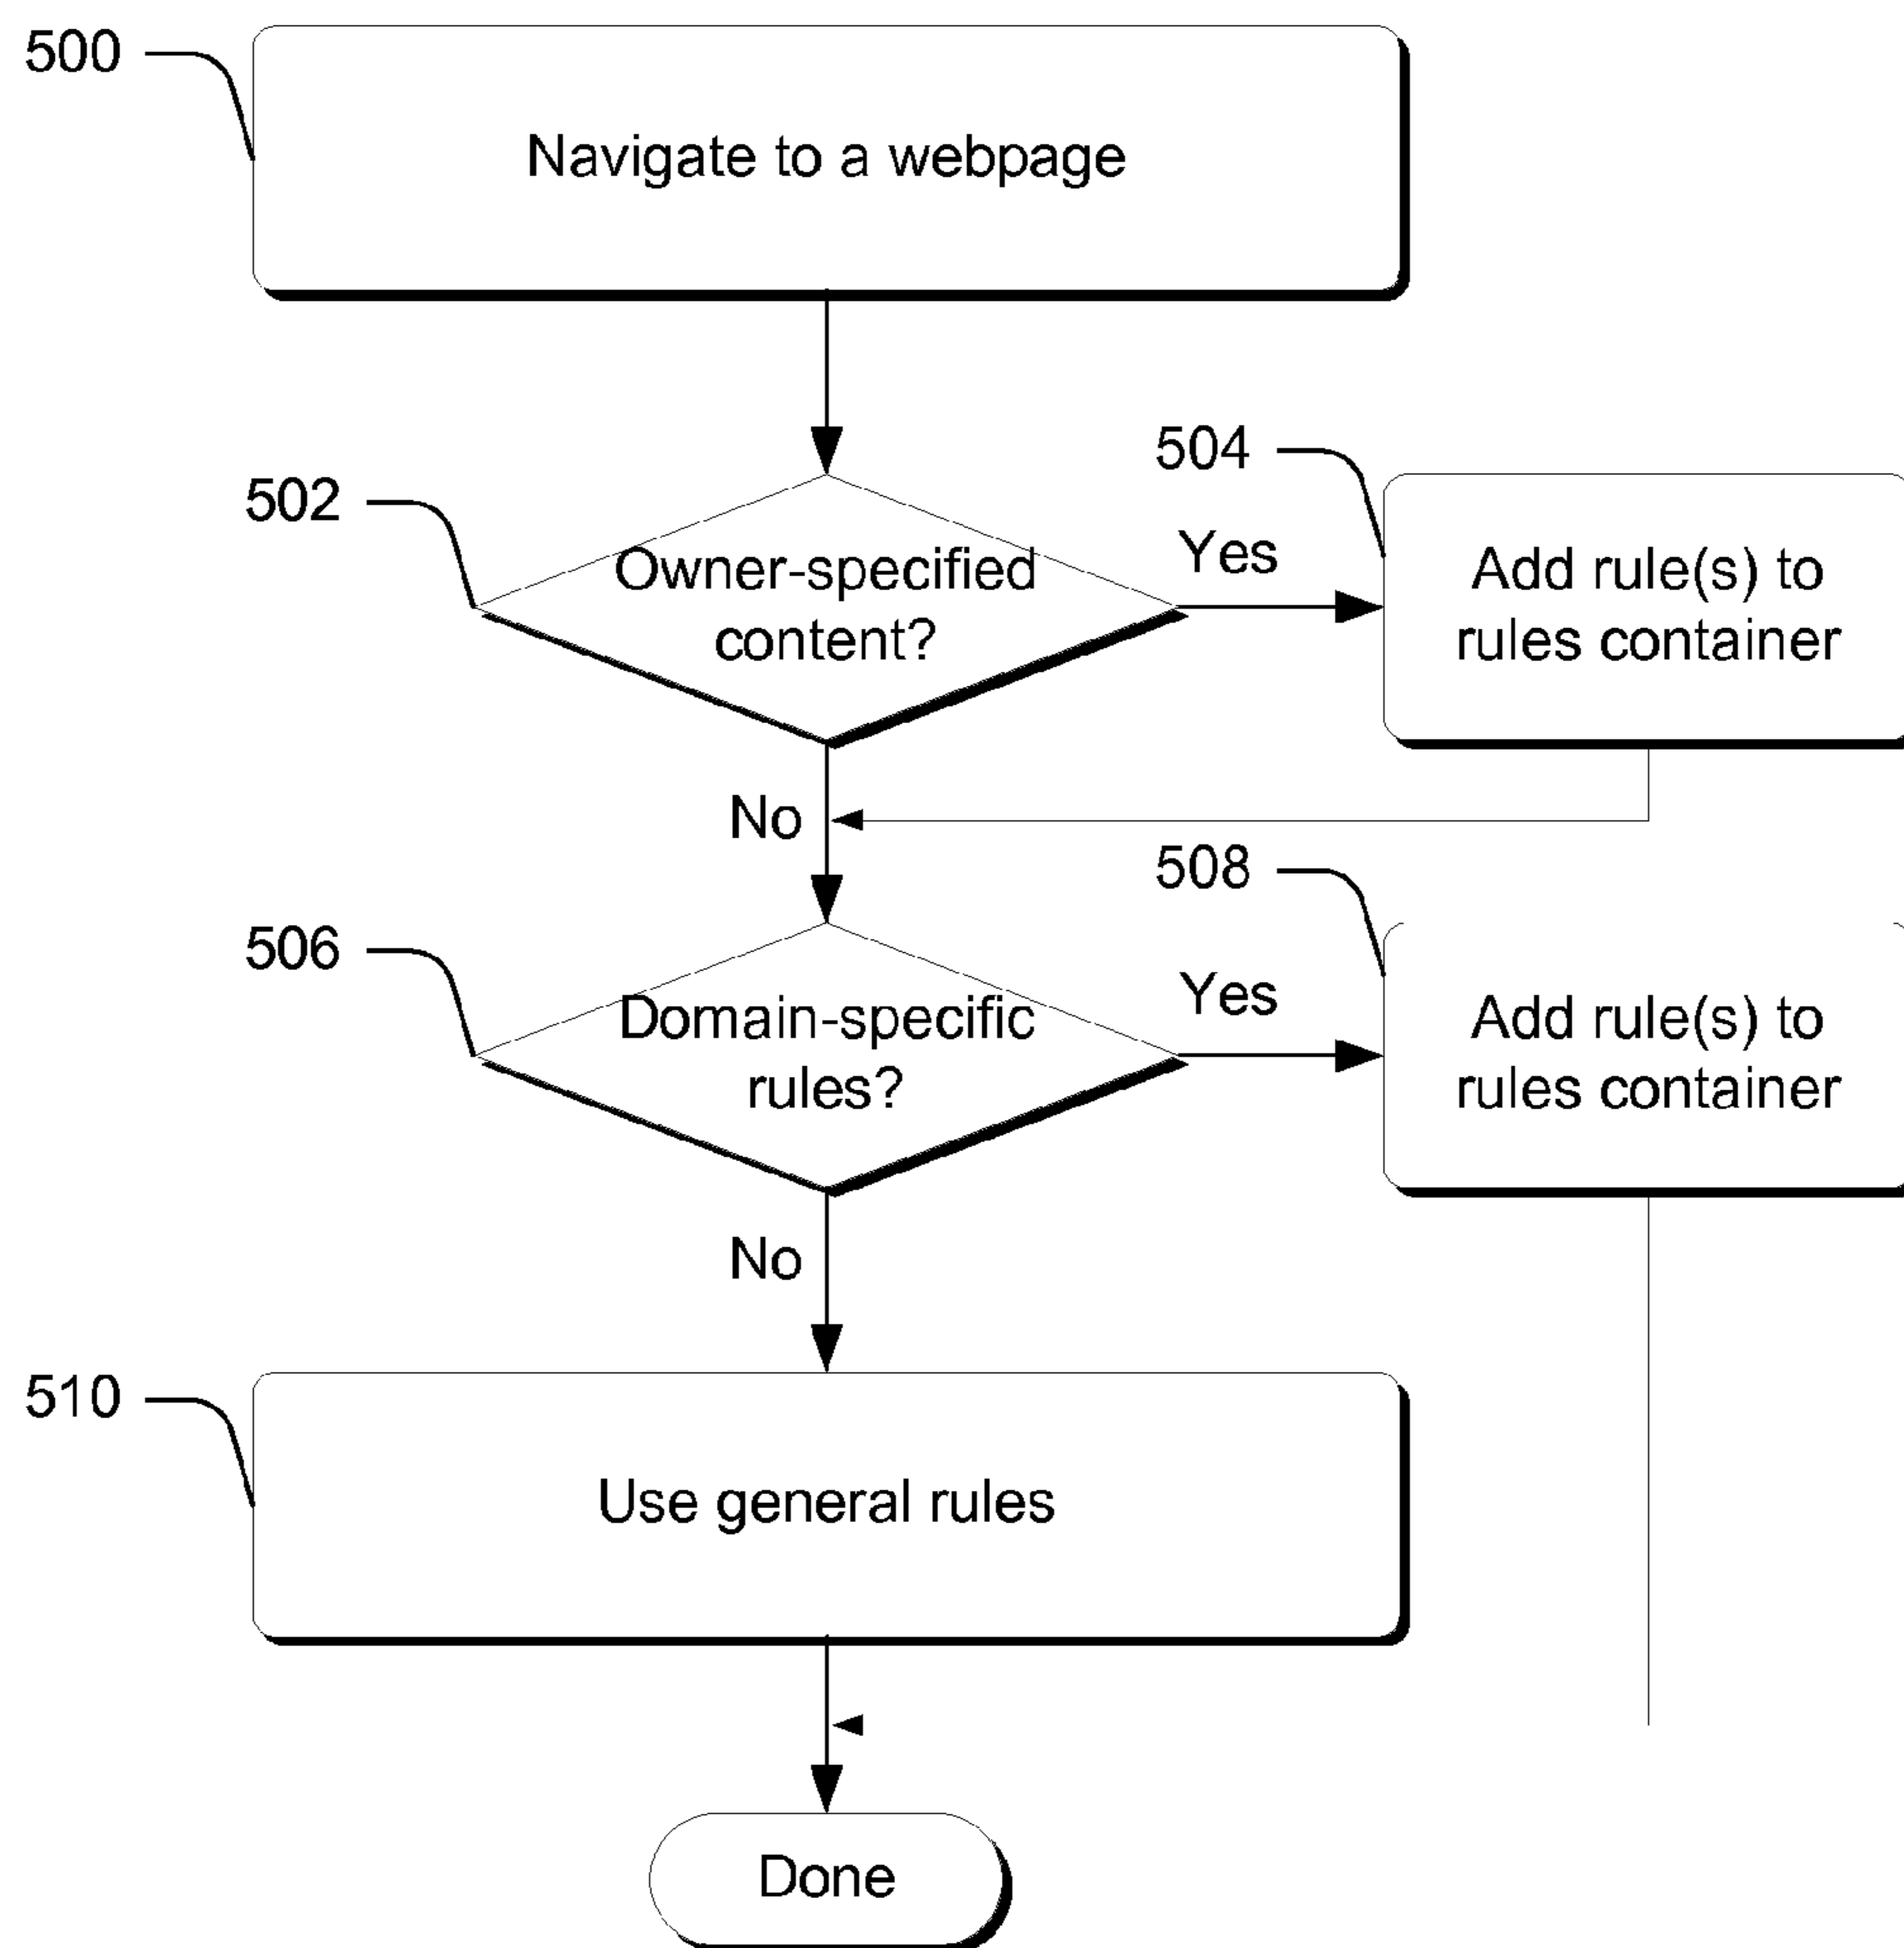 500
Navigate to a webpage
502
Owner-specified
content?
Yes
504
Add rule(s) to
rules container
No
506
Domain-specific
rules?
Yes
508
Add rule(s) to
rules container
No
510
Use general rules
Done